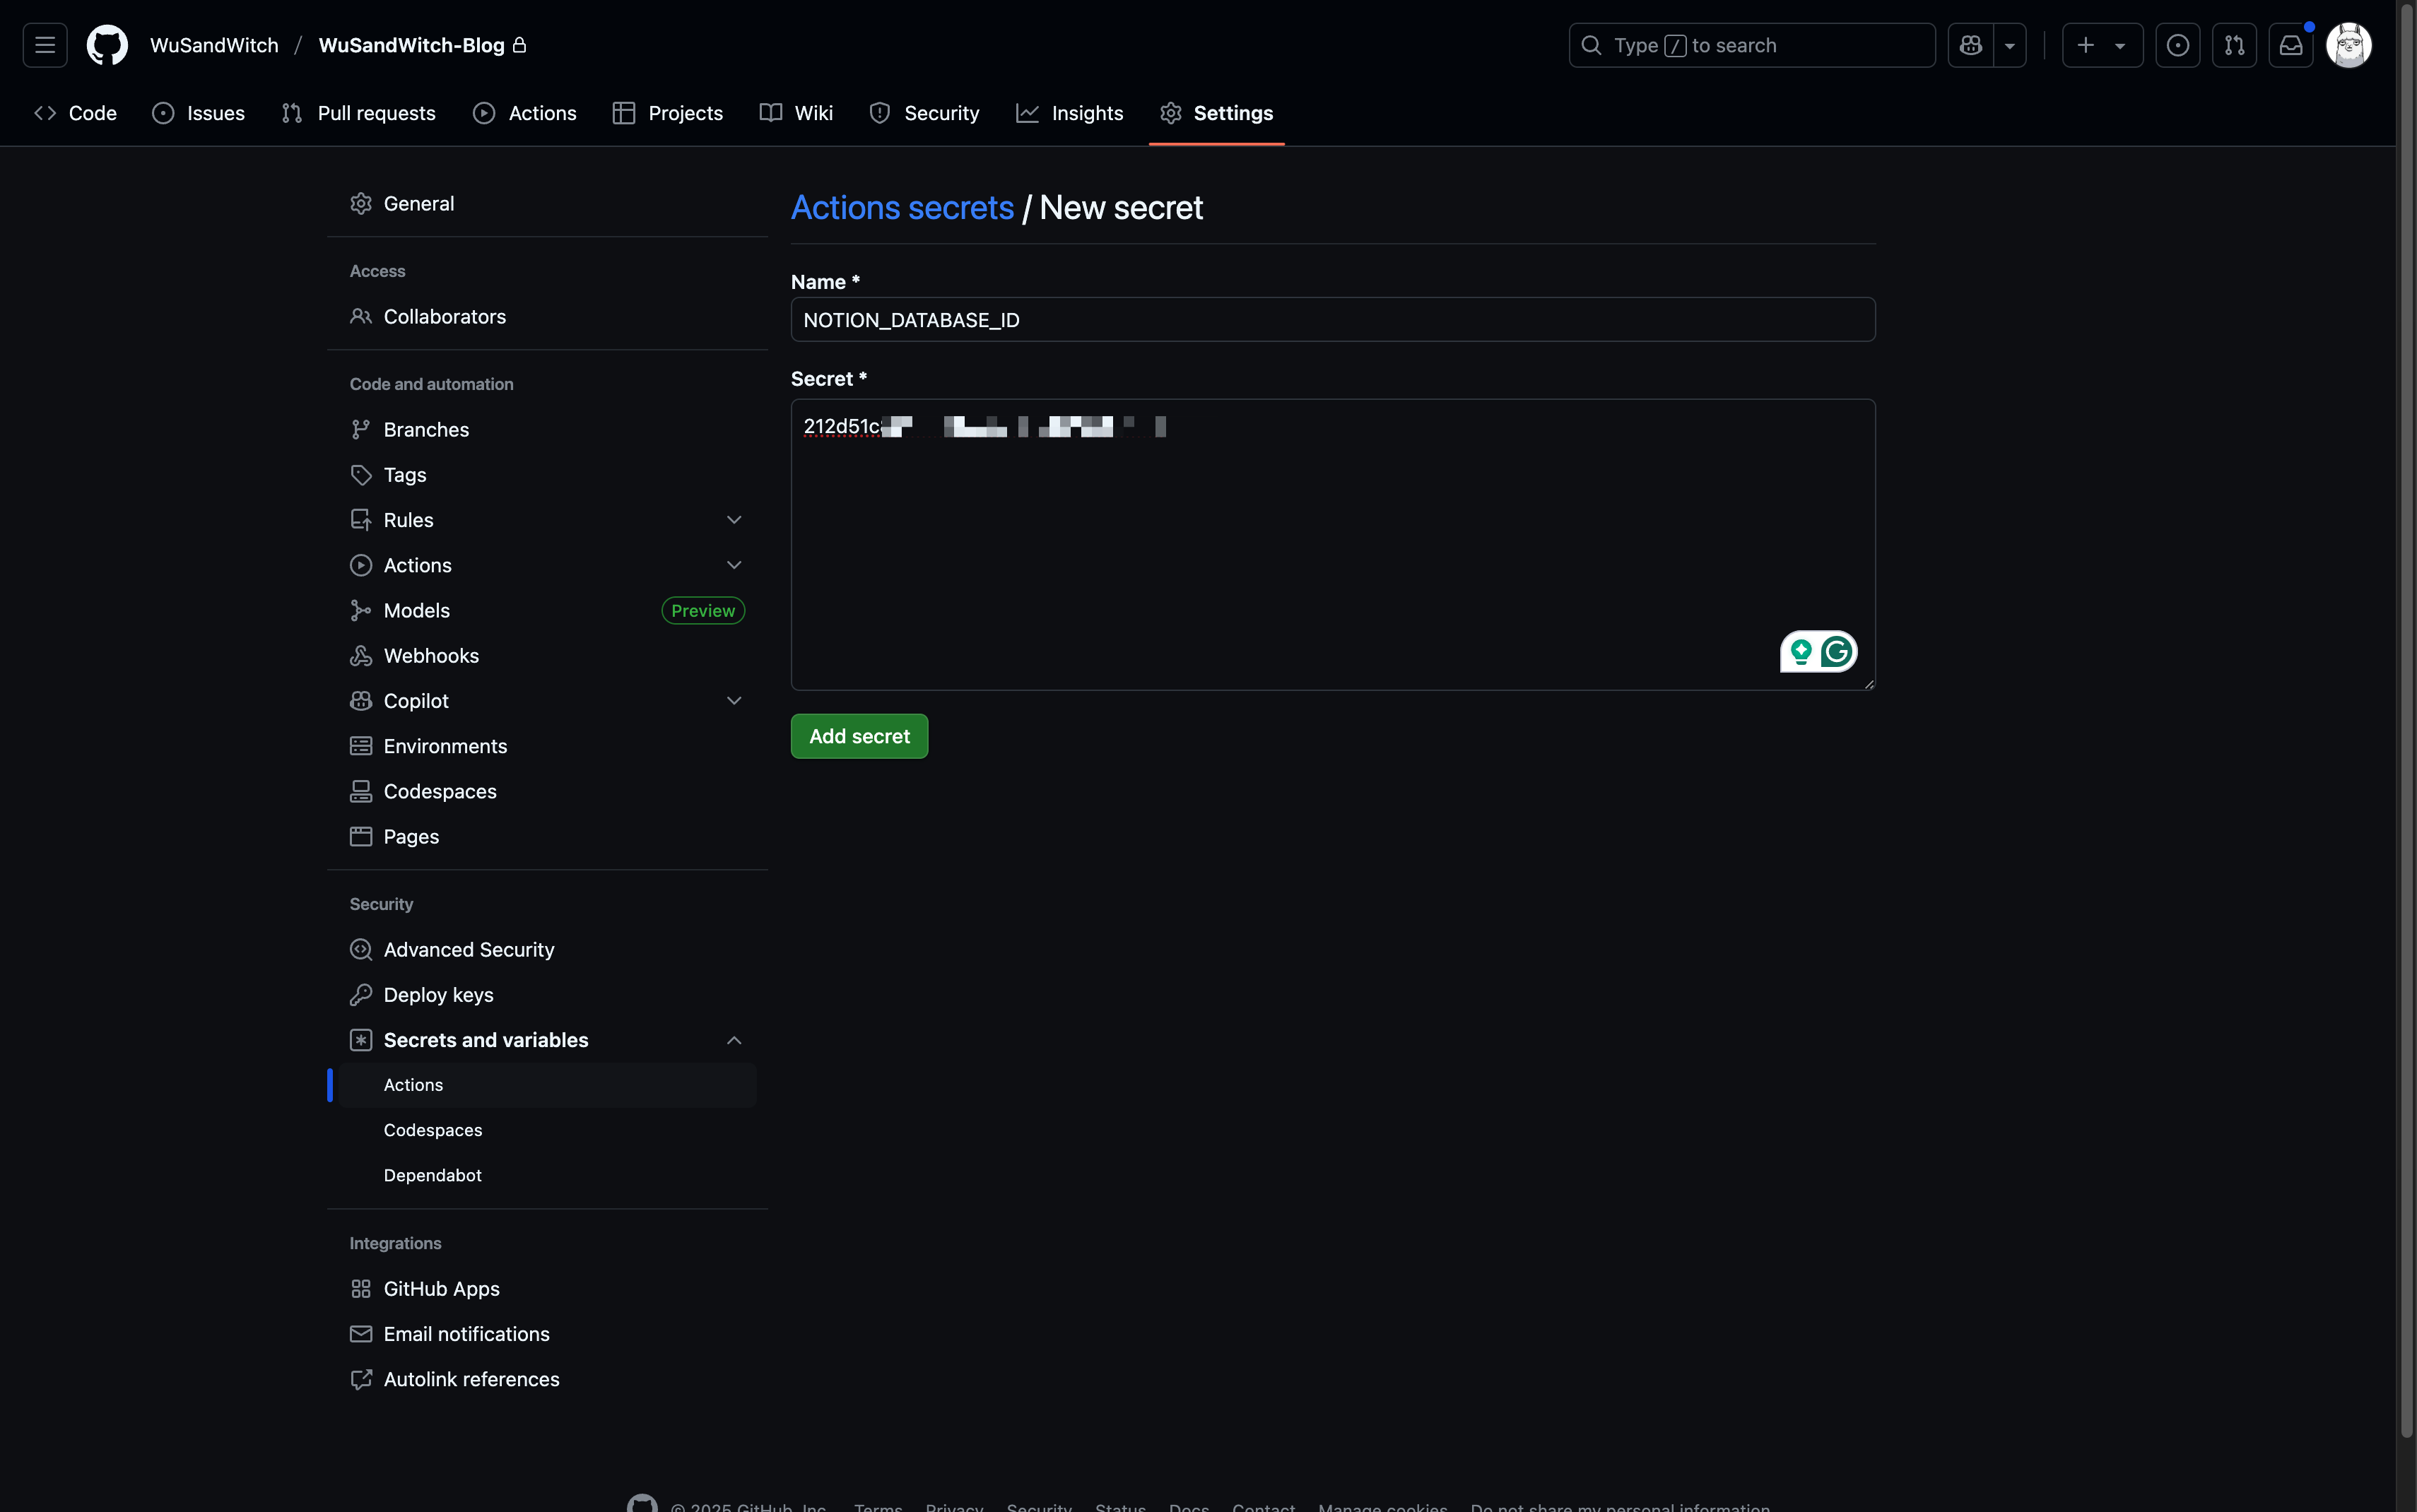 WuSandWitch / WuSandWitch-Blog
Type / to search
Code
Issues
Pull requests
Actions
Projects
Wiki
Security
Insights
Settings
General
Access
Collaborators
Code and automation
Branches
Tags
Rules
Actions
Models
Preview
Webhooks
Copilot
Environments
Codespaces
Pages
Security
Advanced Security
Deploy keys
Secrets and variables
Actions
Codespaces
Dependabot
Integrations
GitHub Apps
Email notifications
Autolink references
Actions secrets / New secret
Name *
NOTION_DATABASE_ID
Secret *
212d51c
Add secret
© 2025 GitHub, Inc. Terms Privacy Security Status Docs Contact Manage cookies Do not share my personal information